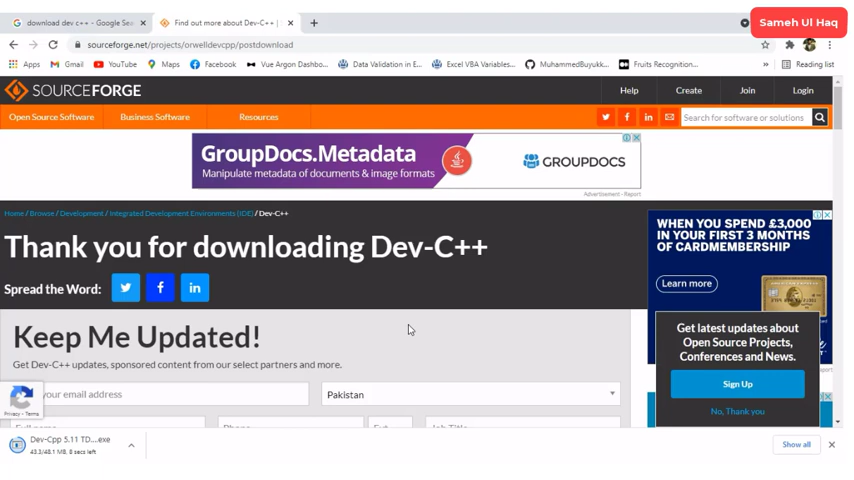 Sameh Ul Haq
download dev c++ - Google Sea
Find out more about Dev-C++ |
sourceforge.net/projects/orwelldevcpp/postdownload
Apps
Gmail
YouTube
Maps
Facebook
Vue Argon Dashbo...
Data Validation in E...
Excel VBA Variables...
MuhammedBuyukk...
Fruits Recognition...
»
Reading list
SOURCEFORGE
Help
Create
Join
Login
Open Source Software
Business Software
Resources
Search for software or solutions
GroupDocs.Metadata
Manipulate metadata of documents & image formats
GROUPDOCS
Advertisement - Report
Home / Browse / Development / Integrated Development Environments (IDE) / Dev-C++
Thank you for downloading Dev-C++
Spread the Word:
WHEN YOU SPEND £3,000
IN YOUR FIRST 3 MONTHS
OF CARDMEMBERSHIP
Learn more
Keep Me Updated!
Get Dev-C++ updates, sponsored content from our select partners and more.
your email address
Pakistan
Full name
Phone
Ext
Job Title
Privacy - Terms
Get latest updates about
Open Source Projects,
Conferences and News.
Sign Up
No, Thank you
Dev-Cpp 5.11 TD....exe
43.3/48.1 MB, 8 secs left
Show all